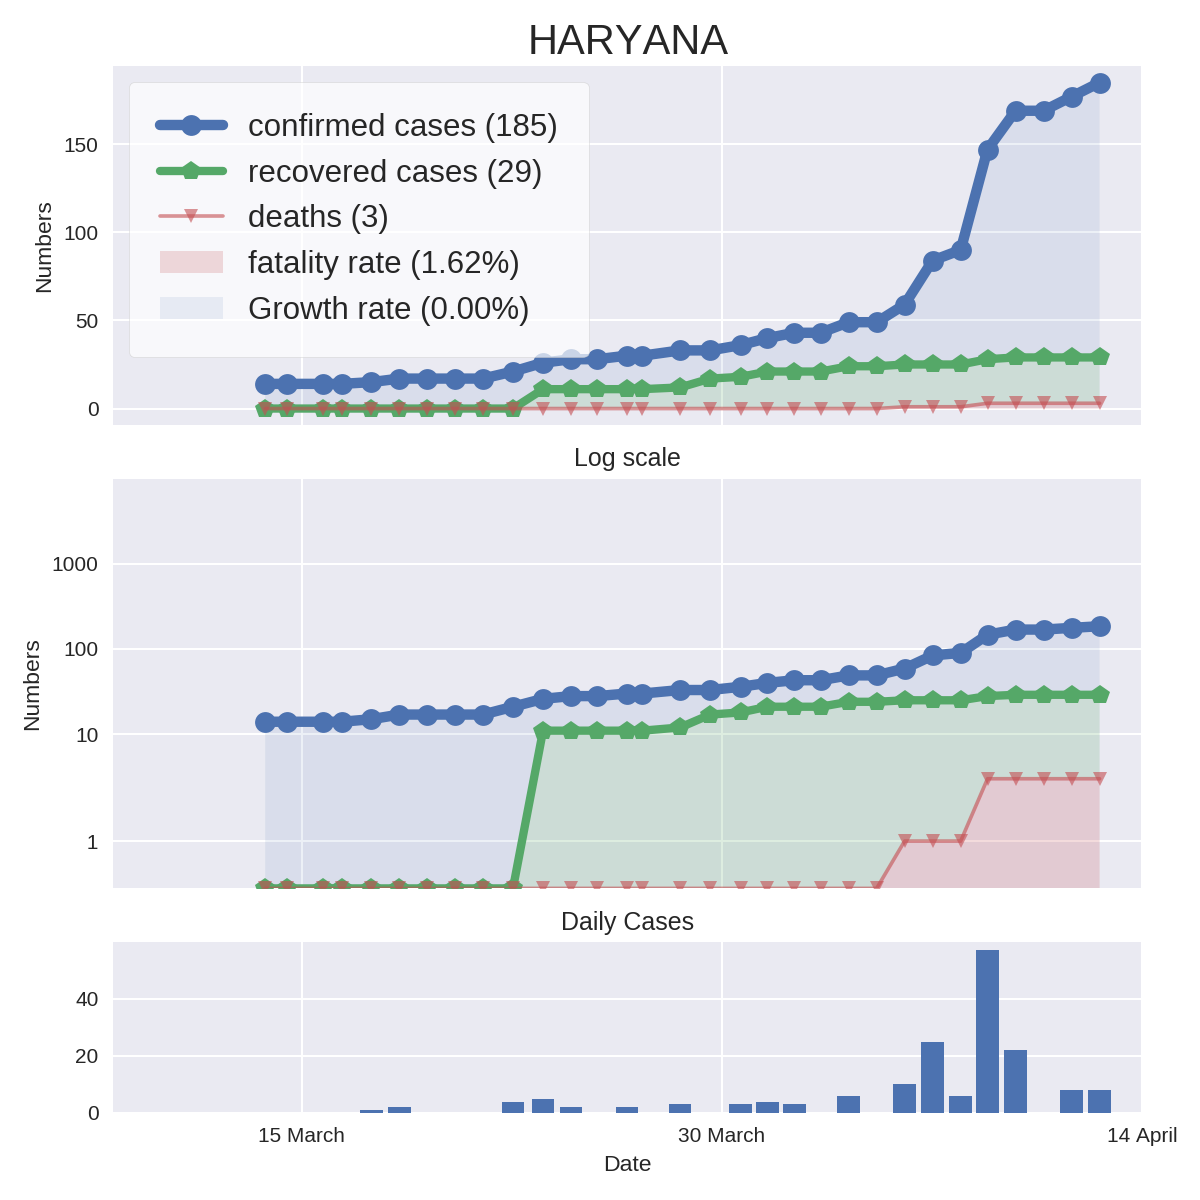 HARYANA
confirmed cases (185)
recovered cases (29)
deaths (3)
fatality rate (1.62%)
Growth rate (0.00%)
150
100
50
0
Numbers
Log scale
1000
100
10
1
Numbers
Daily Cases
40
20
0
15 March
30 March
14 April
Date